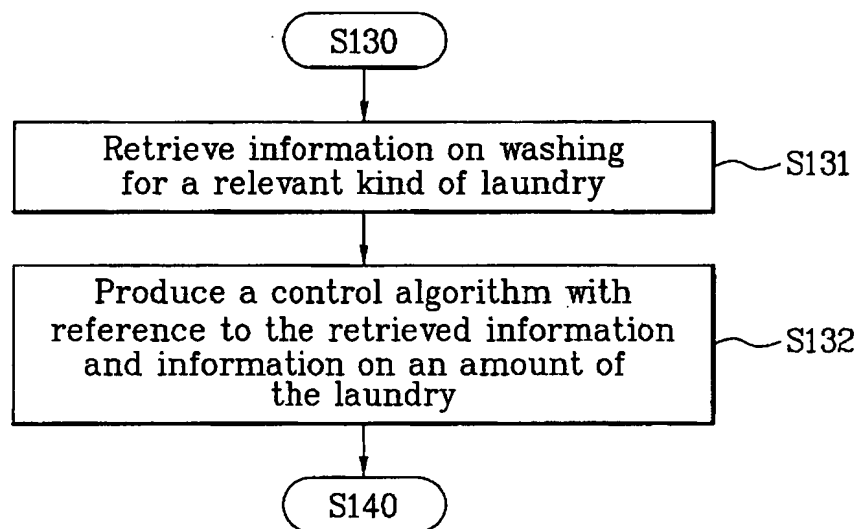 S130
Retrieve information on washing
for a relevant kind of laundry
S131
Produce a control algorithm with
reference to the retrieved information
and information on an amount of
the laundry
S132
S140